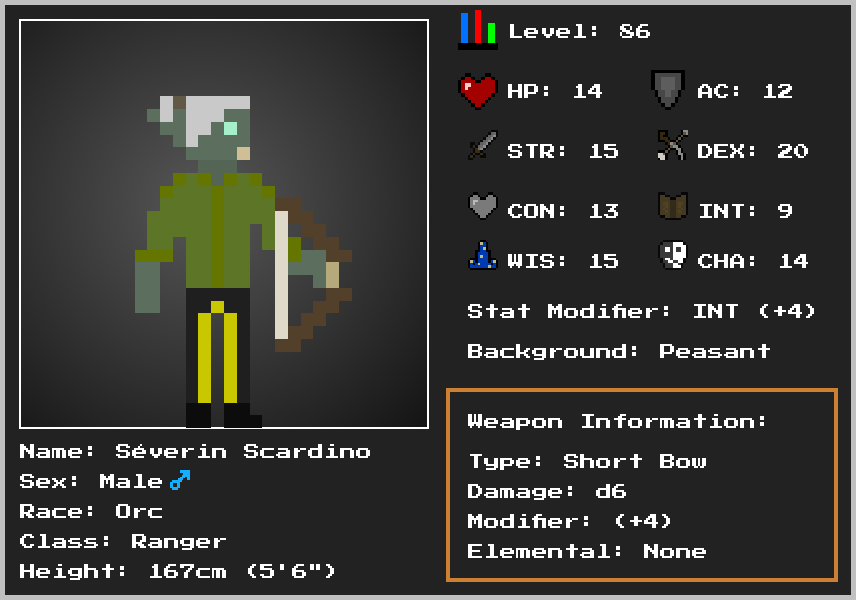 Level: 86
HP: 14 AC: 12
STR: 15 DEX: 20
CON: 13 INT: 9
WIS: 15 CHA: 14
Stat Modifier: INT (+4)
Background: Peasant
Weapon Information:
Type: Short Bow
Damage: d6
Modifier: (+4)
Elemental: None
Name: Séverin Scardino
Sex: Male ♂
Race: Orc
Class: Ranger
Height: 167cm (5'6")